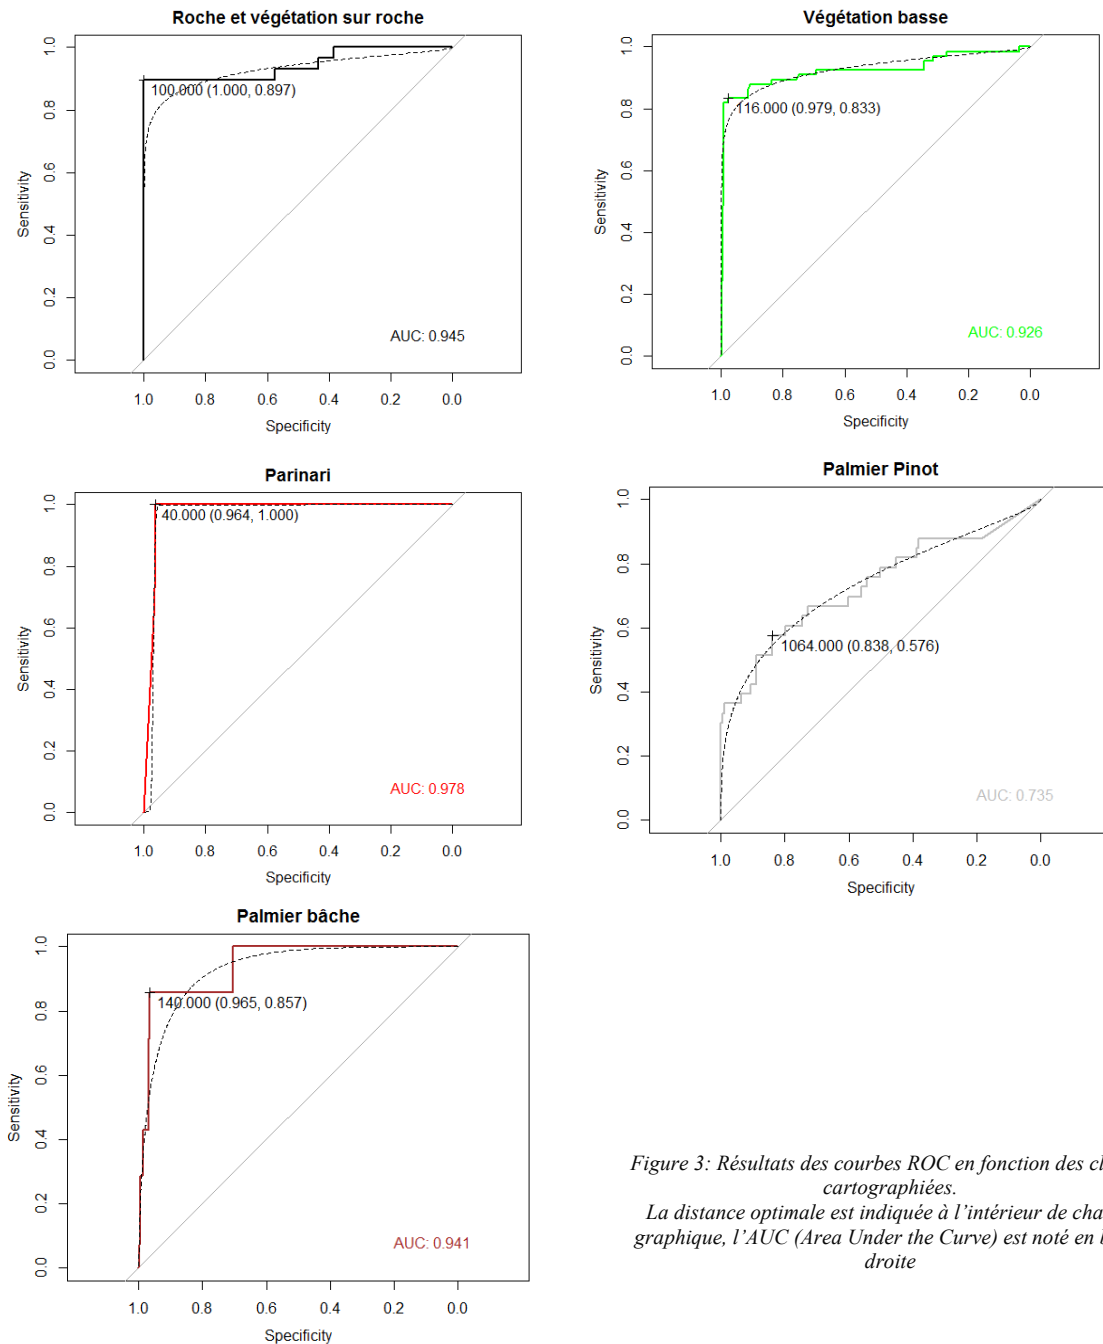 Roche et végétation sur roche
1.0
0.8
0.6
0.4
0.2
0.0
Sensitivity
100.000 (1.000, 0.897)
AUC: 0.945
1.0 0.8 0.6 0.4 0.2 0.0
Specificity
Végétation basse
1.0
0.8
0.6
0.4
0.2
0.0
Sensitivity
116.000 (0.979, 0.833)
AUC: 0.926
1.0 0.8 0.6 0.4 0.2 0.0
Specificity
Parinari
1.0
0.8
0.6
0.4
0.2
0.0
Sensitivity
40.000 (0.964, 1.000)
AUC: 0.978
1.0 0.8 0.6 0.4 0.2 0.0
Specificity
Palmier Pinot
1.0
0.8
0.6
0.4
0.2
0.0
Sensitivity
1064.000 (0.838, 0.576)
AUC: 0.735
1.0 0.8 0.6 0.4 0.2 0.0
Specificity
Palmier bâche
1.0
0.8
0.6
0.4
0.2
0.0
Sensitivity
140.000 (0.965, 0.857)
AUC: 0.941
1.0 0.8 0.6 0.4 0.2 0.0
Specificity
Figure 3: Résultats des courbes ROC en fonction des
cartographiées.
La distance optimale est indiquée à l'intérieur de
graphique, l'AUC (Area Under the Curve) est noté en
droite